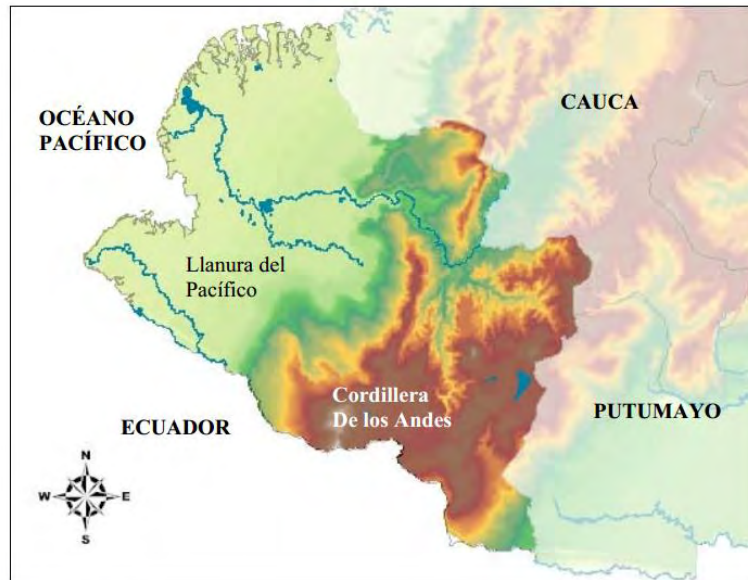 OCÉANO
PACÍFICO
CAUCA
Llanura del
Pacífico
Cordillera
De los Andes
ECUADOR
PUTUMAYO
N
W
E
S